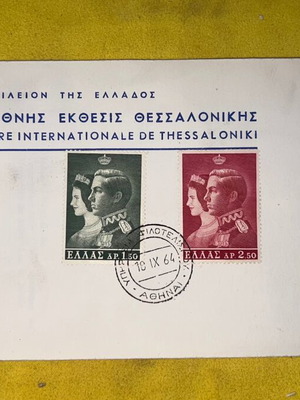 ΙΛΕΙΟΝ ΤΗΣ ΕΛΛΑΔΟΣ
ΘΝΗΣ ΕΚΘΕΣΙΣ ΘΕΣΣΑΛΟΝΙΚΗΣ
RE INTERNATIONALE DE THESSALONIKI
ΕΛΛΑΣ ΔΡ. 1.50
ΕΛΛΑΣ ΔΡ. 2.50
10 IX 64
ΑΘΗΝΑΙ